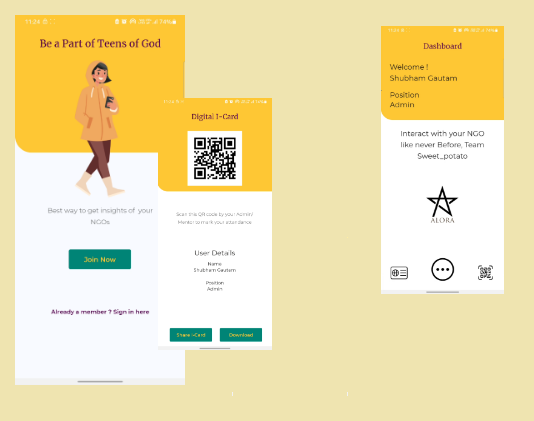 11:26
74%
Be a Part of Teens of God
Best way to get insights of your
NGOs
Join Now
Already a member ? Sign in here
Digital I-Card
Scan this QR code by your Admin/
Mentor to mark your attendance
User Details
Name
Shubham Gautam
Position
Admin
Share I-Card
Download
Dashboard
Welcome !
Shubham Gautam
Position
Admin
Interact with your NGO
like never Before, Team
Sweet_potato
ALORA